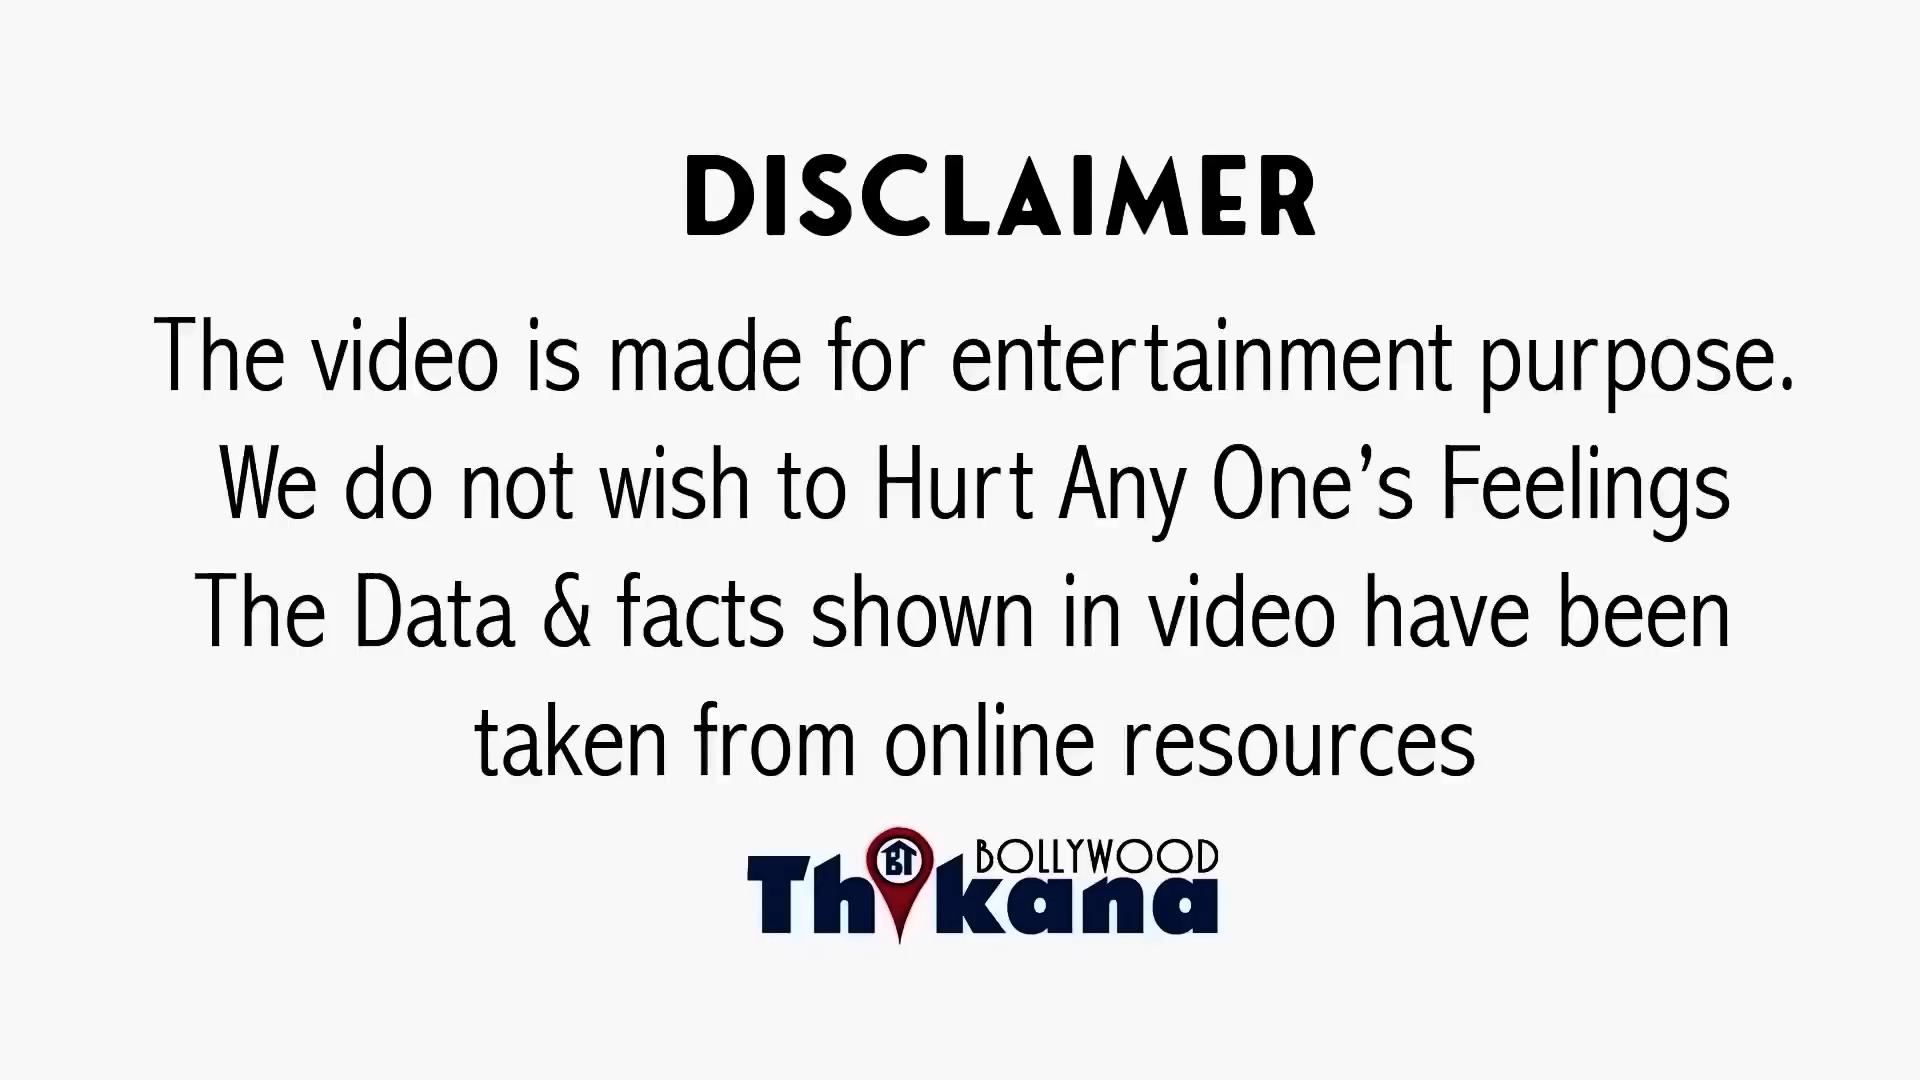 DISCLAIMER
The video is made for entertainment purpose.
We do not wish to Hurt Any One’s Feelings
The Data & facts shown in video have been
taken from online resources
BOLLYWOOD
BT
Thikana